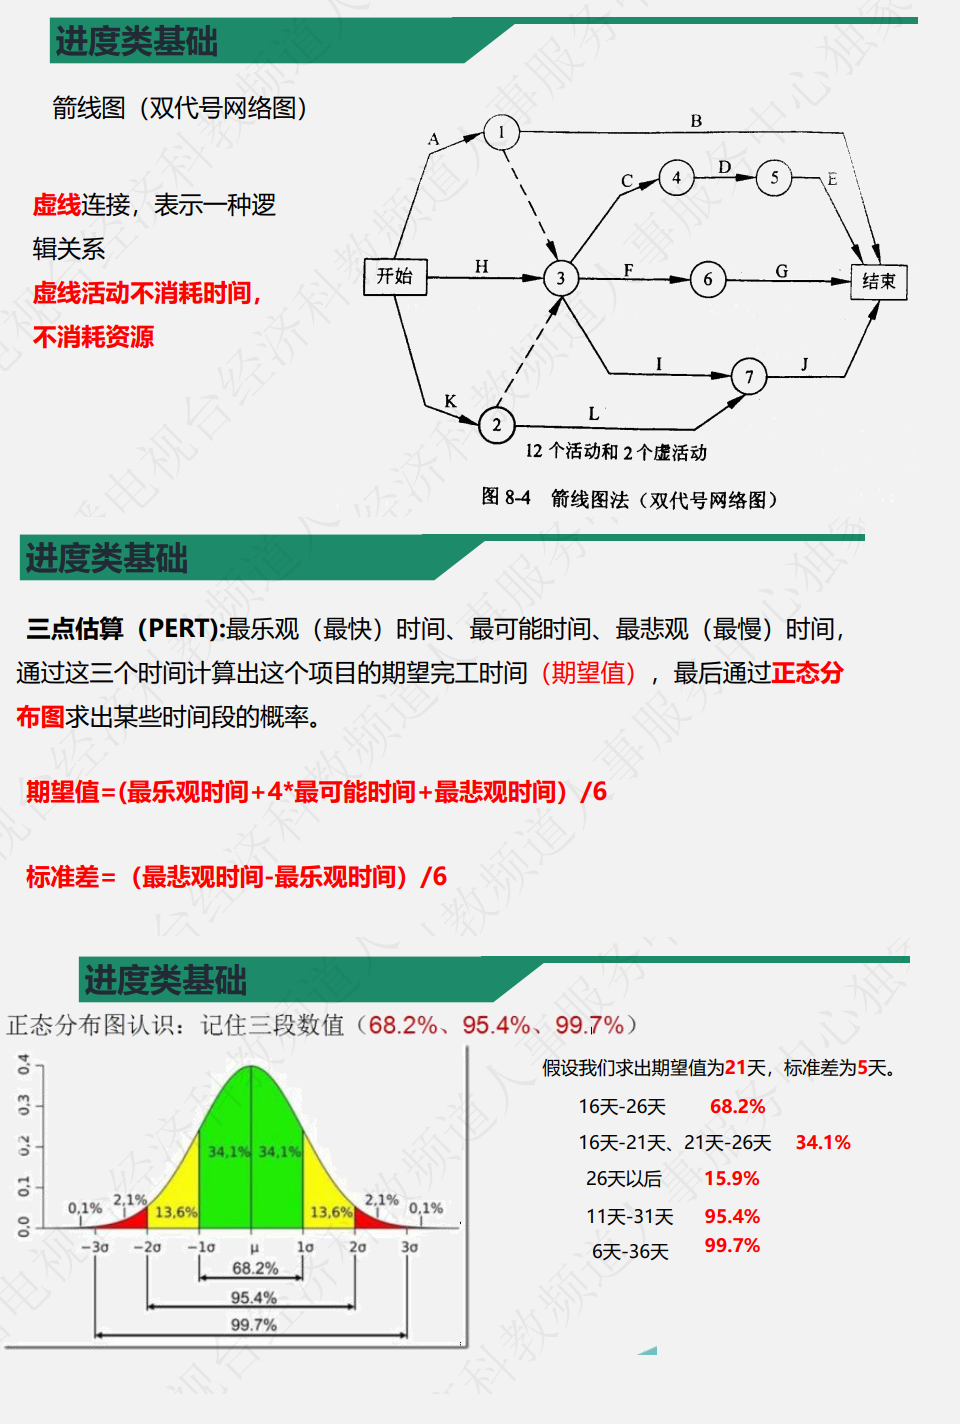 进度类基础
箭线图（双代号网络图）
虚线连接，表示一种逻
辑关系
虚线活动不消耗时间，
不消耗资源
A
1
B
C
4
D
5
E
开始
H
3
F
6
G
结束
I
7
J
K
2
L
12 个活动和 2 个虚活动
图 8-4 箭线图法（双代号网络图）
进度类基础
三点估算（PERT):最乐观（最快）时间、最可能时间、最悲观（最慢）时间，
通过这三个时间计算出这个项目的期望完工时间（期望值），最后通过正态分
布图求出某些时间段的概率。
期望值=(最乐观时间+4*最可能时间+最悲观时间）/6
标准差=（最悲观时间-最乐观时间）/6
进度类基础
正态分布图认识：记住三段数值（68.2%、95.4%、99.7%）
0,4
0,3
0,2
0,1
0,0
34,1% 34,1%
0,1% 2,1% 13,6% 13,6% 2,1% 0,1%
−3σ −2σ −1σ μ 1σ 2σ 3σ
68.2%
95.4%
99.7%
假设我们求出期望值为21天，标准差为5天。
16天-26天 68.2%
16天-21天、21天-26天 34.1%
26天以后 15.9%
11天-31天 95.4%
6天-36天 99.7%